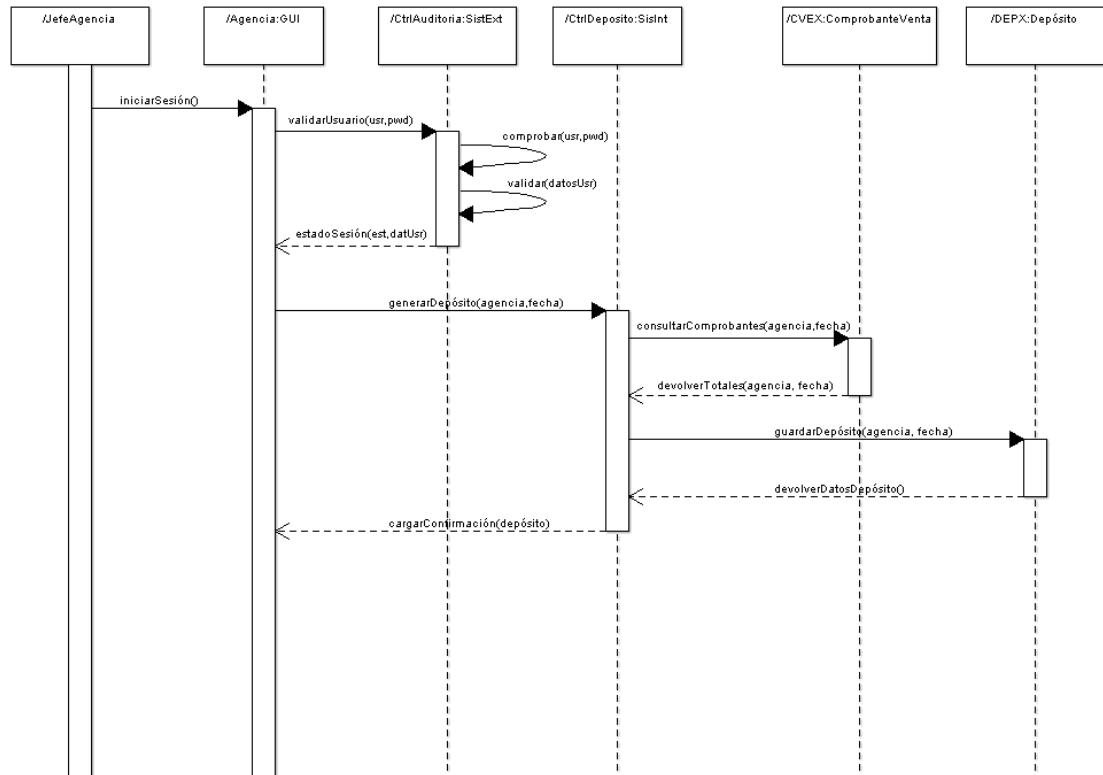 /JefeAgencia
/Agencia:GUI
/CtrlAuditoria:SistExt
/CtrlDeposito:SisInt
/CVEX:ComprobanteVenta
/DEPX:Depósito
iniciarSesión()
validarUsuario(usr,pwd)
comprobar(usr,pwd)
validar(datosUsr)
estadoSesión(est,datUsr)
generarDepósito(agencia,fecha)
consultarComprobantes(agencia,fecha)
devolverTotales(agencia, fecha)
guardarDepósito(agencia, fecha)
devolverDatosDepósito()
cargarConfirmación(depósito)